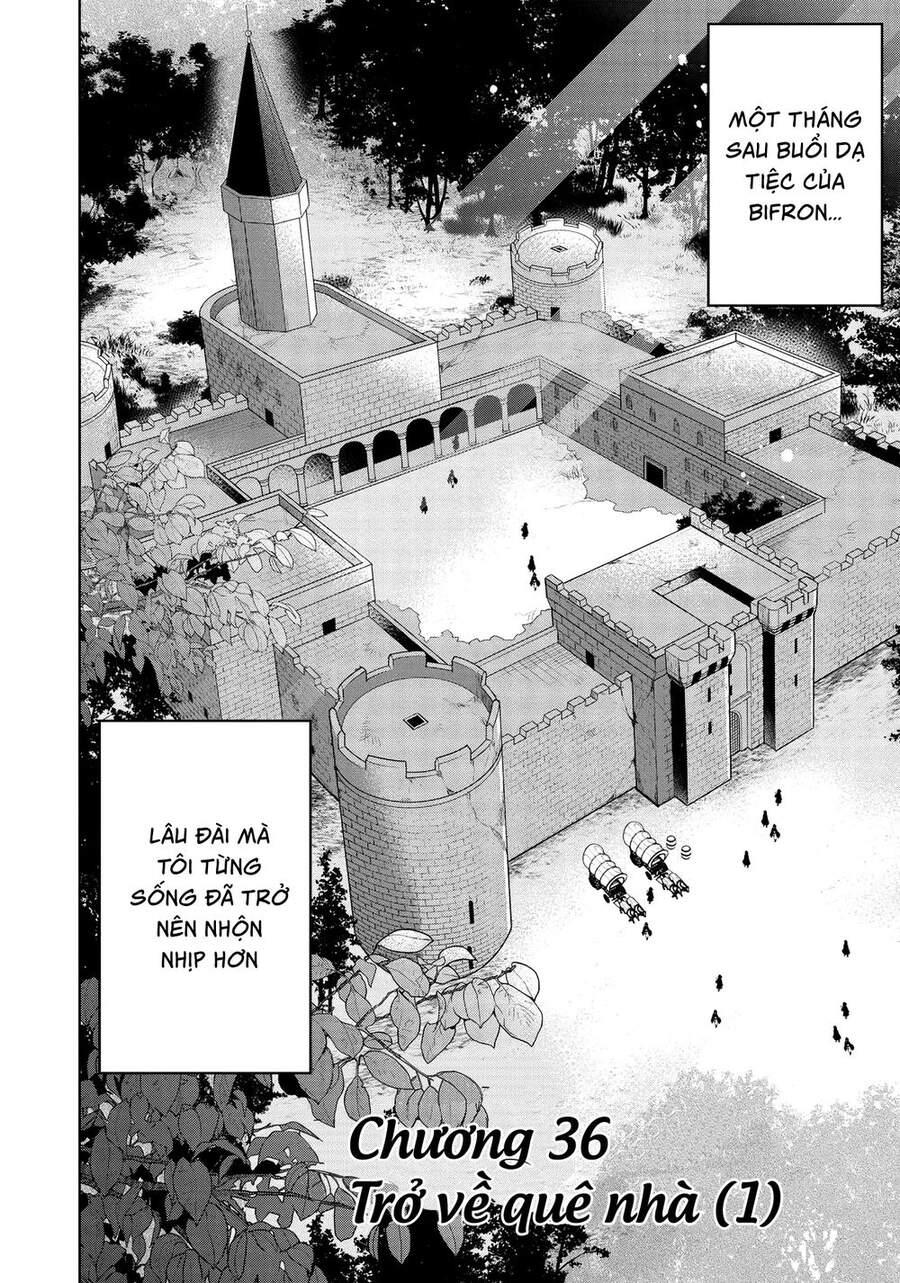 MỘT THÁNG
SAU BUỔI DẠ
TIỆC CỦA
BIFRON...
LÂU ĐÀI MÀ
TÔI TỪNG
SỐNG ĐÃ TRỞ
NÊN NHỘN
NHỊP HƠN
Chương 36
Trở về quê nhà (1)